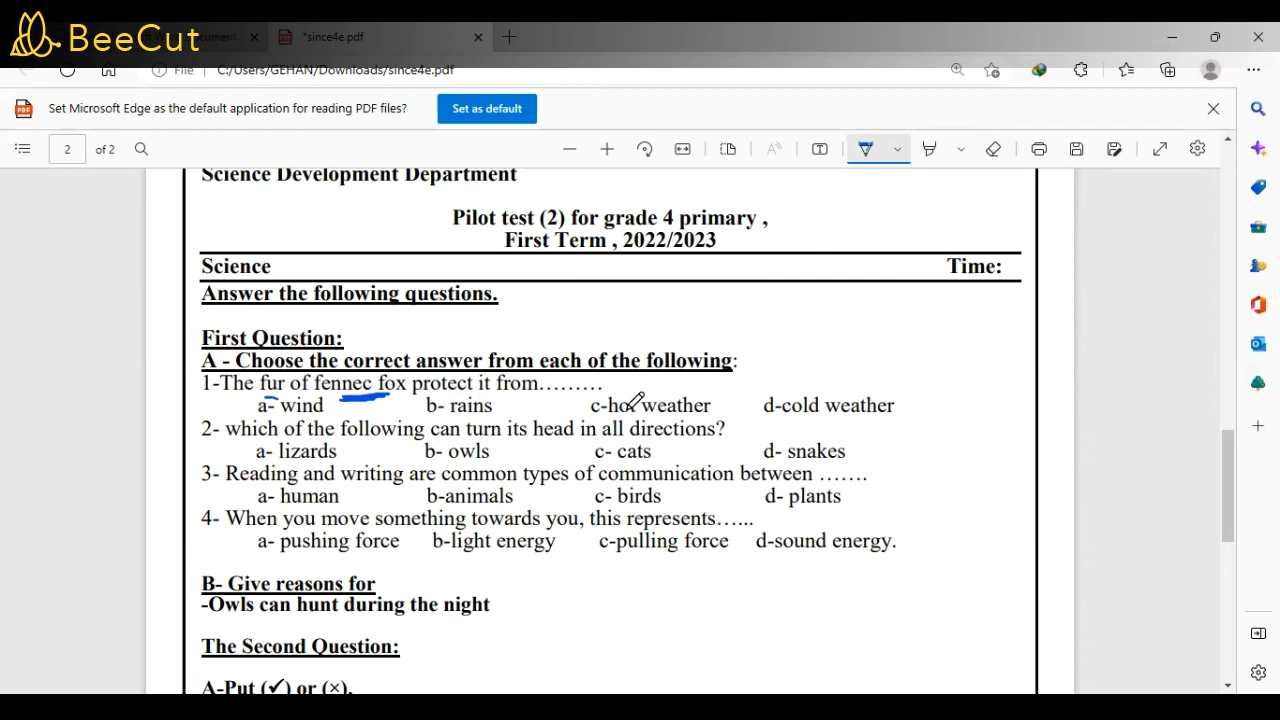 BeeCut
*since4e.pdf
File C:/Users/GEHAN/Downloads/since4e.pdf
Set Microsoft Edge as the default application for reading PDF files? Set as default
2 of 2
Science Development Department
Pilot test (2) for grade 4 primary ,
First Term , 2022/2023
Science Time:
Answer the following questions.
First Question:
A - Choose the correct answer from each of the following:
1-The fur of fennec fox protect it from………
a- wind b- rains c-hot weather d-cold weather
2- which of the following can turn its head in all directions?
a- lizards b- owls c- cats d- snakes
3- Reading and writing are common types of communication between …….
a- human b-animals c- birds d- plants
4- When you move something towards you, this represents…...
a- pushing force b-light energy c-pulling force d-sound energy.
B- Give reasons for
-Owls can hunt during the night
The Second Question:
A-Put (✓) or (×).